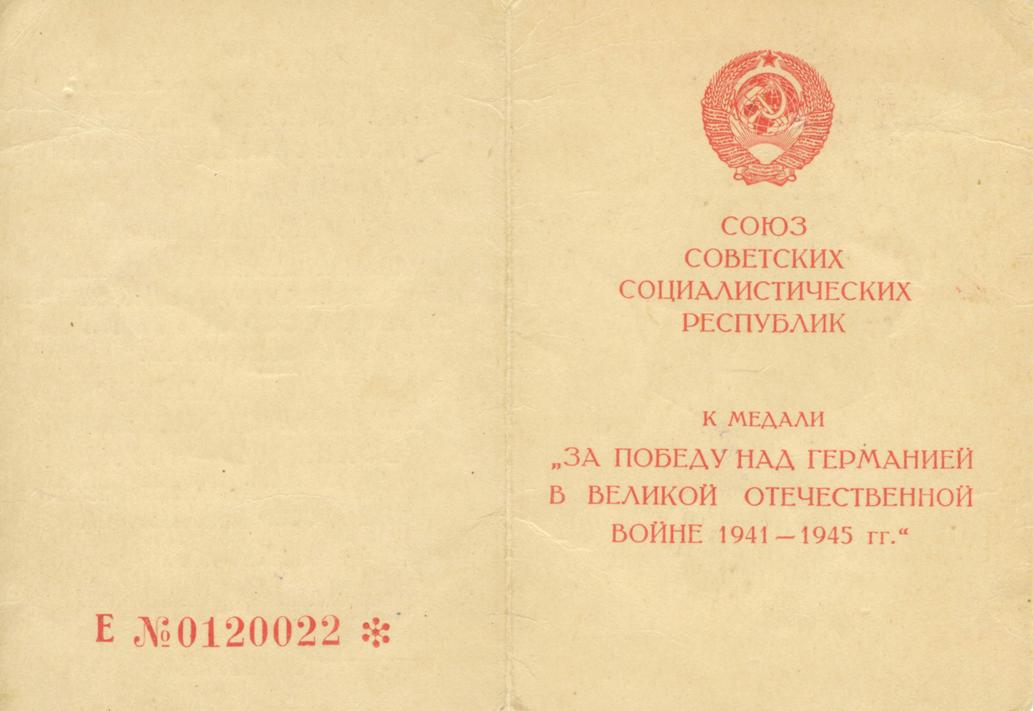 СОЮЗ
СОВЕТСКИХ
СОЦИАЛИСТИЧЕСКИХ
РЕСПУБЛИК
К МЕДАЛИ
„ЗА ПОБЕДУ НАД ГЕРМАНИЕЙ
В ВЕЛИКОЙ ОТЕЧЕСТВЕННОЙ
ВОЙНЕ 1941—1945 гг.“
Е №0120022 ✻